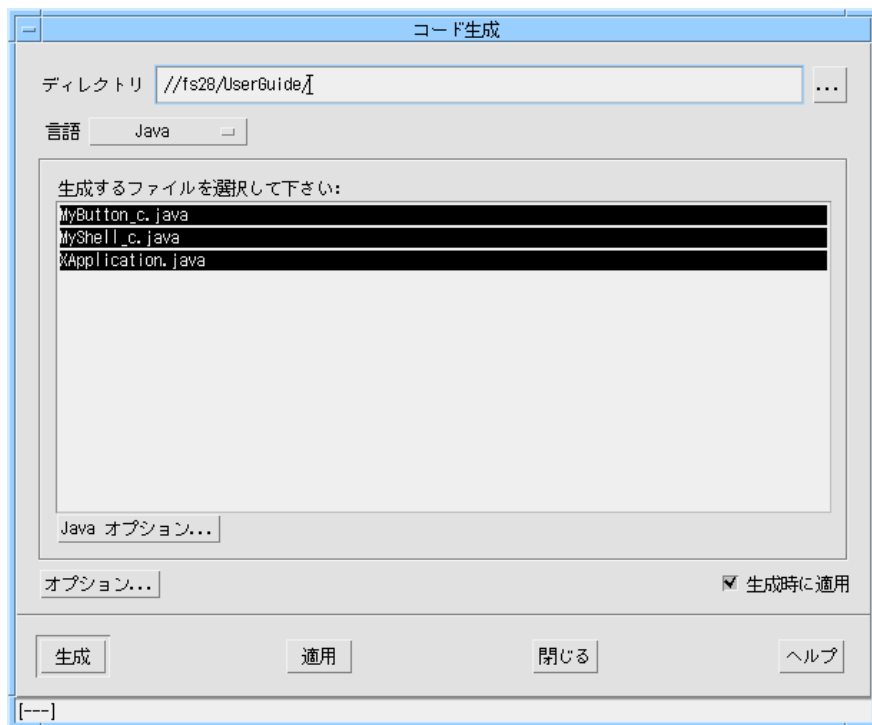 コード生成
ディレクトリ //fs28/UserGuide/
...
言語 Java
生成するファイルを選択して下さい:
MyButton_c.java
MyShell_c.java
XApplication.java
Java オプション...
オプション...
生成時に適用
生成 適用 閉じる ヘルプ
[---]